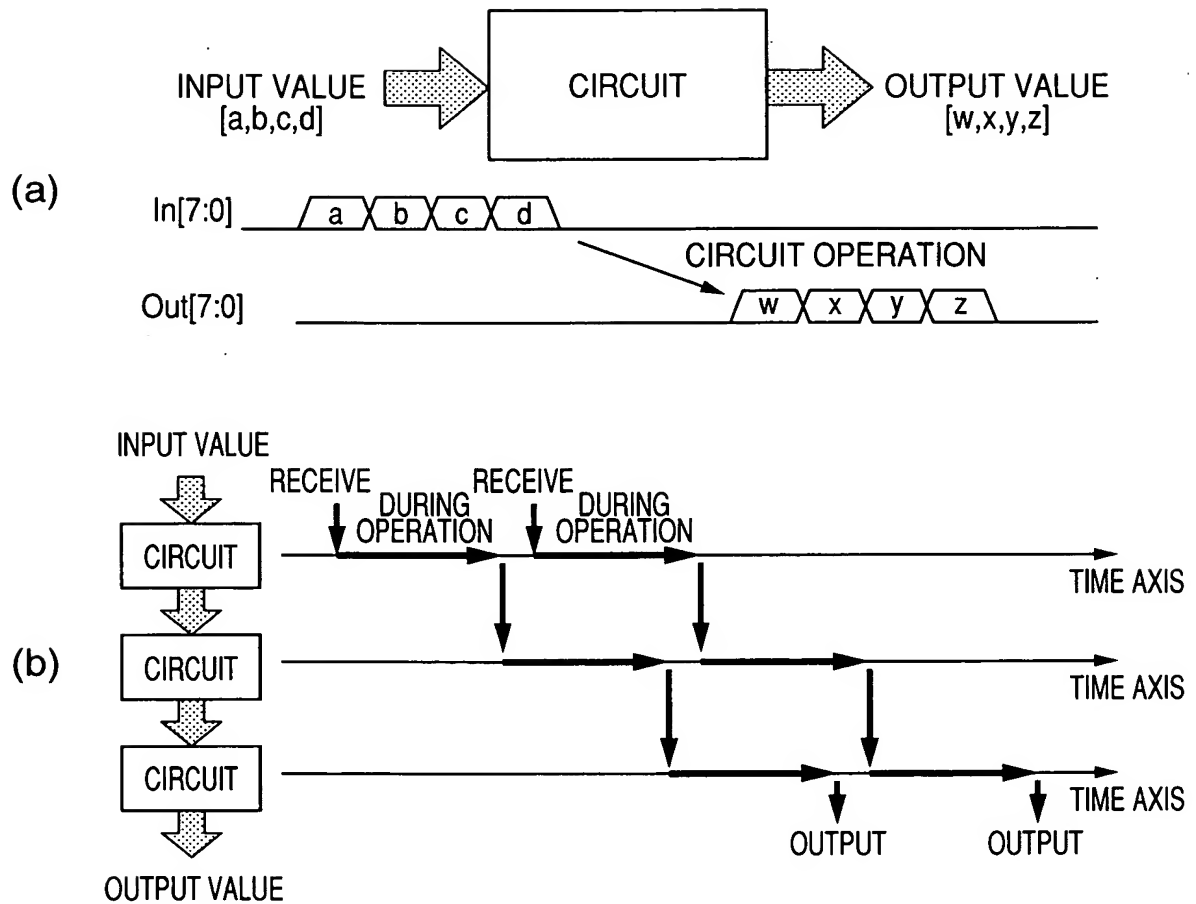 INPUT VALUE
[a,b,c,d]
CIRCUIT
OUTPUT VALUE
[w,x,y,z]
(a)
In[7:0]
a b c d
CIRCUIT OPERATION
Out[7:0]
w x y z
INPUT VALUE
RECEIVE
DURING
OPERATION
RECEIVE
DURING
OPERATION
CIRCUIT
TIME AXIS
(b)
CIRCUIT
TIME AXIS
CIRCUIT
TIME AXIS
OUTPUT
OUTPUT
OUTPUT VALUE